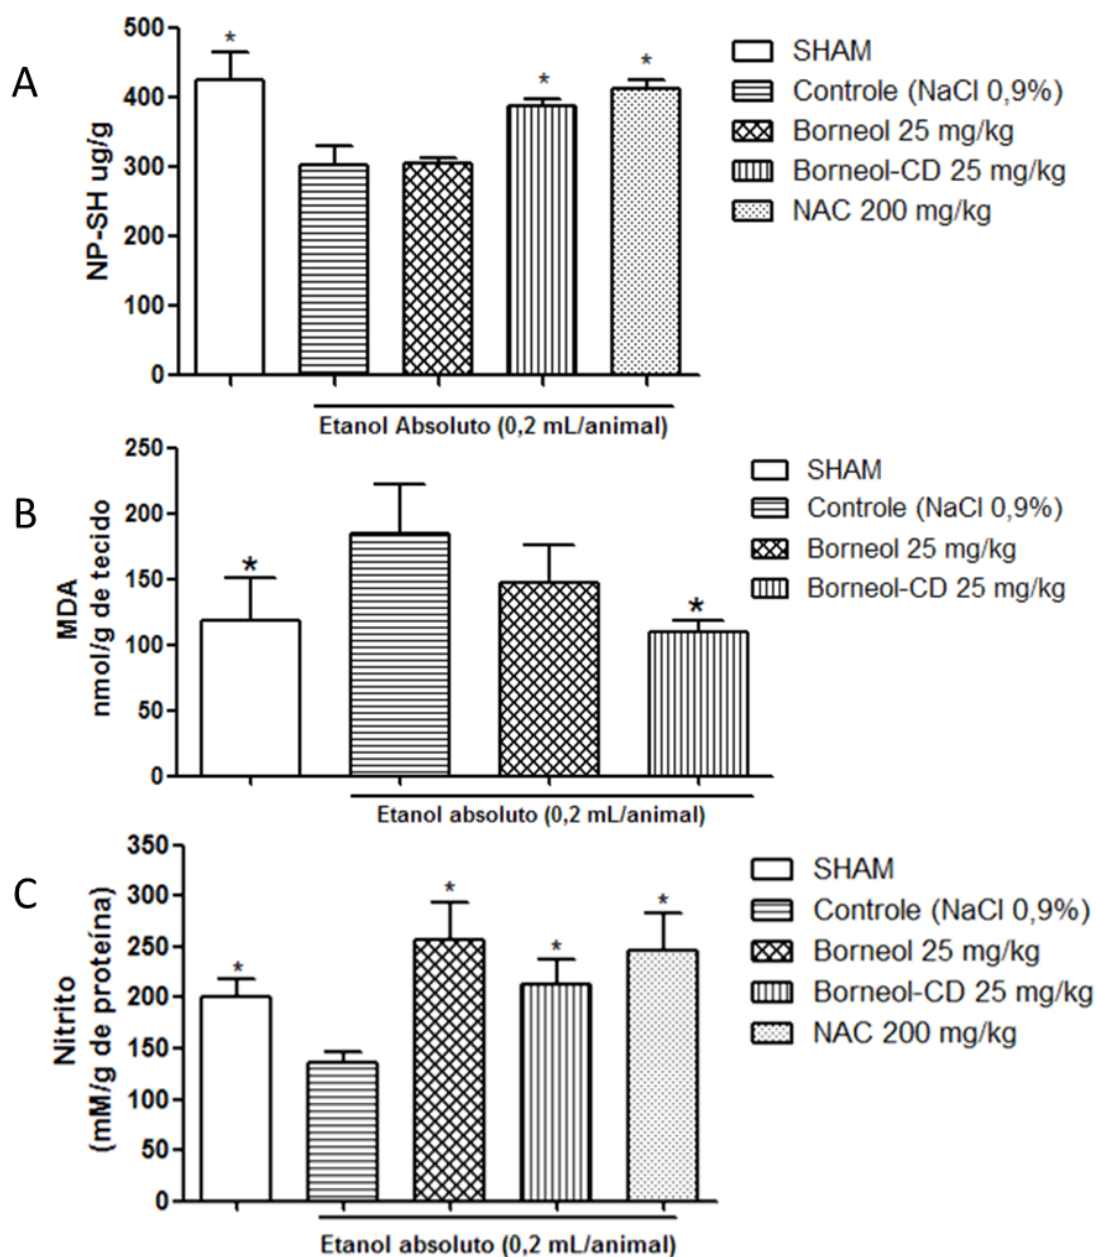 A
NP-SH ug/g
500
400
300
200
100
0
*
*
*
SHAM
Controle (NaCl 0,9%)
Borneol 25 mg/kg
Borneol-CD 25 mg/kg
NAC 200 mg/kg
Etanol Absoluto (0,2 mL/animal)
B
MDA
nmol/g de tecido
250
200
150
100
50
0
*
*
SHAM
Controle (NaCl 0,9%)
Borneol 25 mg/kg
Borneol-CD 25 mg/kg
Etanol absoluto (0,2 mL/animal)
C
Nitrito
(mM/g de proteína)
350
300
250
200
150
100
50
0
*
*
*
*
SHAM
Controle (NaCl 0,9%)
Borneol 25 mg/kg
Borneol-CD 25 mg/kg
NAC 200 mg/kg
Etanol absoluto (0,2 mL/animal)